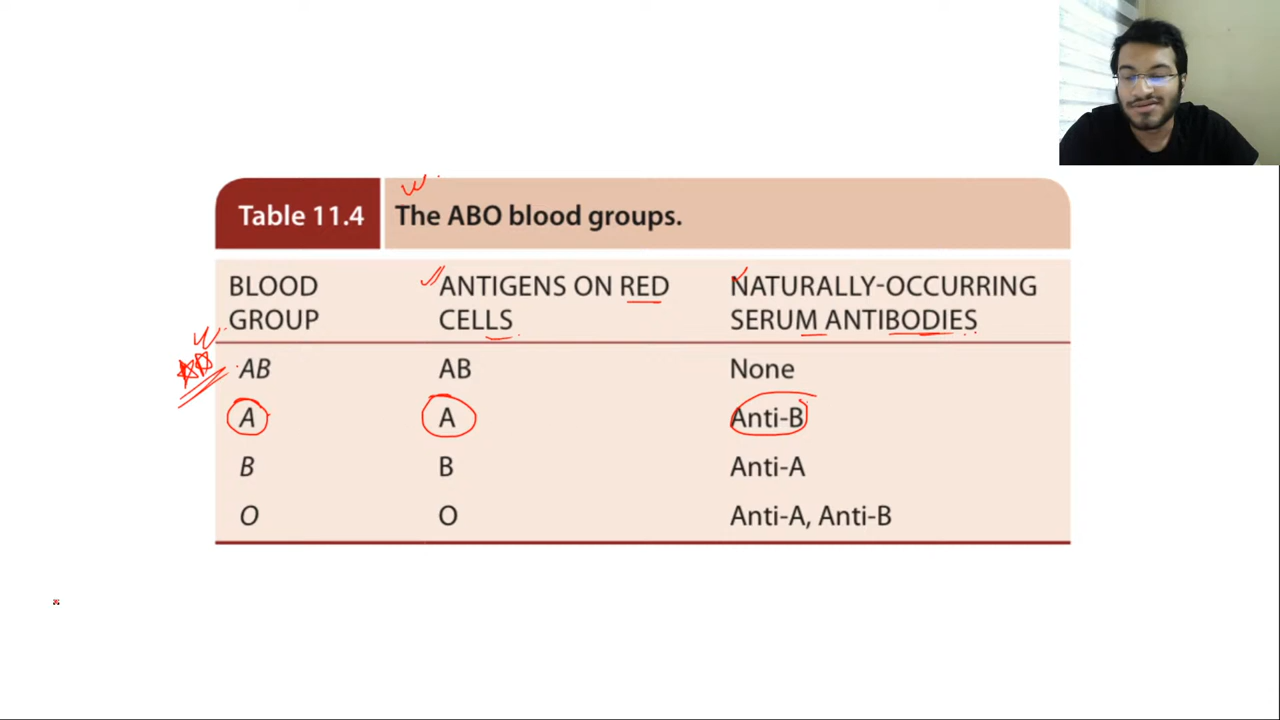 Table 11.4 The ABO blood groups.
BLOOD GROUP ANTIGENS ON RED CELLS NATURALLY-OCCURRING SERUM ANTIBODIES
AB AB None
A A Anti-B
B B Anti-A
O O Anti-A, Anti-B